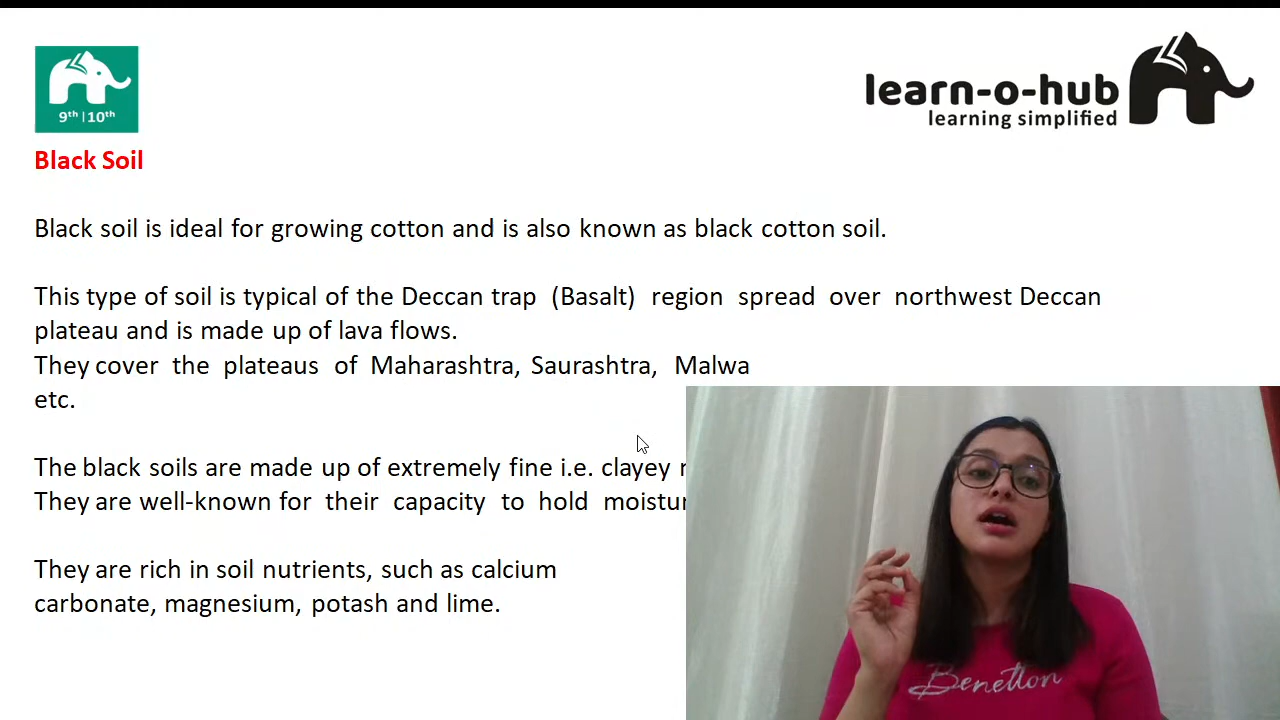 9th | 10th
learn-o-hub
learning simplified
Black Soil
Black soil is ideal for growing cotton and is also known as black cotton soil.
This type of soil is typical of the Deccan trap (Basalt) region spread over northwest Deccan
plateau and is made up of lava flows.
They cover the plateaus of Maharashtra, Saurashtra, Malwa
etc.
The black soils are made up of extremely fine i.e. clayey
They are well-known for their capacity to hold
They are rich in soil nutrients, such as calcium
carbonate, magnesium, potash and lime.
Benetton